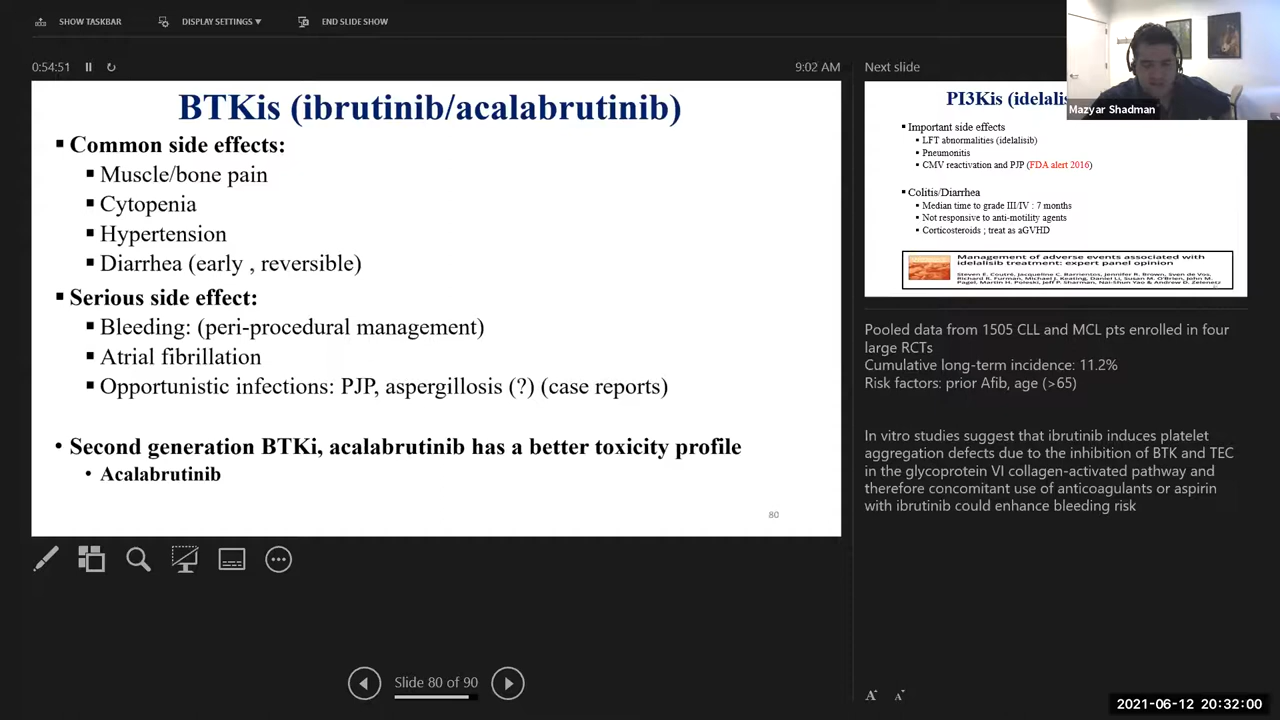 SHOW TASKBAR
DISPLAY SETTINGS ▼
END SLIDE SHOW
0:54:51
9:02 AM
BTKis (ibrutinib/acalabrutinib)
▪ Common side effects:
▪ Muscle/bone pain
▪ Cytopenia
▪ Hypertension
▪ Diarrhea (early , reversible)
▪ Serious side effect:
▪ Bleeding: (peri-procedural management)
▪ Atrial fibrillation
▪ Opportunistic infections: PJP, aspergillosis (?) (case reports)
• Second generation BTKi, acalabrutinib has a better toxicity profile
• Acalabrutinib
80
Slide 80 of 90
Next slide
Mazyar Shadman
PI3Kis (idelalis
▪ Important side effects
▪ LFT abnormalities (idelalisib)
▪ Pneumonitis
▪ CMV reactivation and PJP (FDA alert 2016)
▪ Colitis/Diarrhea
▪ Median time to grade III/IV : 7 months
▪ Not responsive to anti-motility agents
▪ Corticosteroids ; treat as aGVHD
Management of adverse events associated with
idelalisib treatment: expert panel opinion
Steven E. Coutré, Jacqueline C. Barrientos, Jennifer R. Brown, Sven de Vos,
Richard R. Furman, Michael J. Keating, Daniel Li, Susan M. O'Brien, John M.
Pagel, Martin H. Poleski, Jeff P. Sharman, Nai-Shun Yao & Andrew D. Zelenetz
Pooled data from 1505 CLL and MCL pts enrolled in four
large RCTs
Cumulative long-term incidence: 11.2%
Risk factors: prior Afib, age (>65)
In vitro studies suggest that ibrutinib induces platelet
aggregation defects due to the inhibition of BTK and TEC
in the glycoprotein VI collagen-activated pathway and
therefore concomitant use of anticoagulants or aspirin
with ibrutinib could enhance bleeding risk
A A
2021-06-12 20:32:00